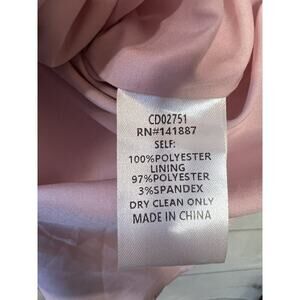 CD02751
RN#141887
SELF:
100%POLYESTER
LINING
97%POLYESTER
3%SPANDEX
DRY CLEAN ONLY
MADE IN CHINA